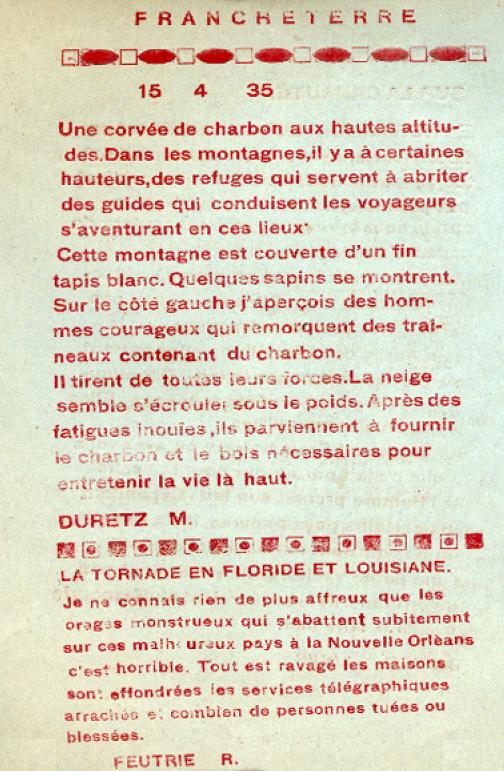 FRANCHETERRE
15 4 35
Une corvée de charbon aux hautes altitu-
des.Dans les montagnes,il y a à certaines
hauteurs,des refuges qui servent à abriter
des guides qui conduisent les voyageurs
s'aventurant en ces lieux'
Cette montagne est couverte d'un fin
tapis blanc. Quelques sapins se montrent.
Sur le côté gauche j'aperçois des hom-
mes courageux qui remorquent des traî-
neaux contenant du charbon.
Il tirent de toutes leurs forces.La neige
semble s'écrouler sous le poids. Après des
fatigues inouïes,ils parviennent à fournir
le charbon et le bois nécessaires pour
entretenir la vie là haut.
DURETZ M.
LA TORNADE EN FLORIDE ET LOUISIANE.
Je ne connais rien de plus affreux que les
orages monstrueux qui s'abattent subitement
sur ces malheureux pays à la Nouvelle Orlèans
c'est horrible. Tout est ravagé les maisons
sont effondrées les services télégraphiques
arrachés et combien de personnes tuées ou
blessées.
FEUTRIE R.